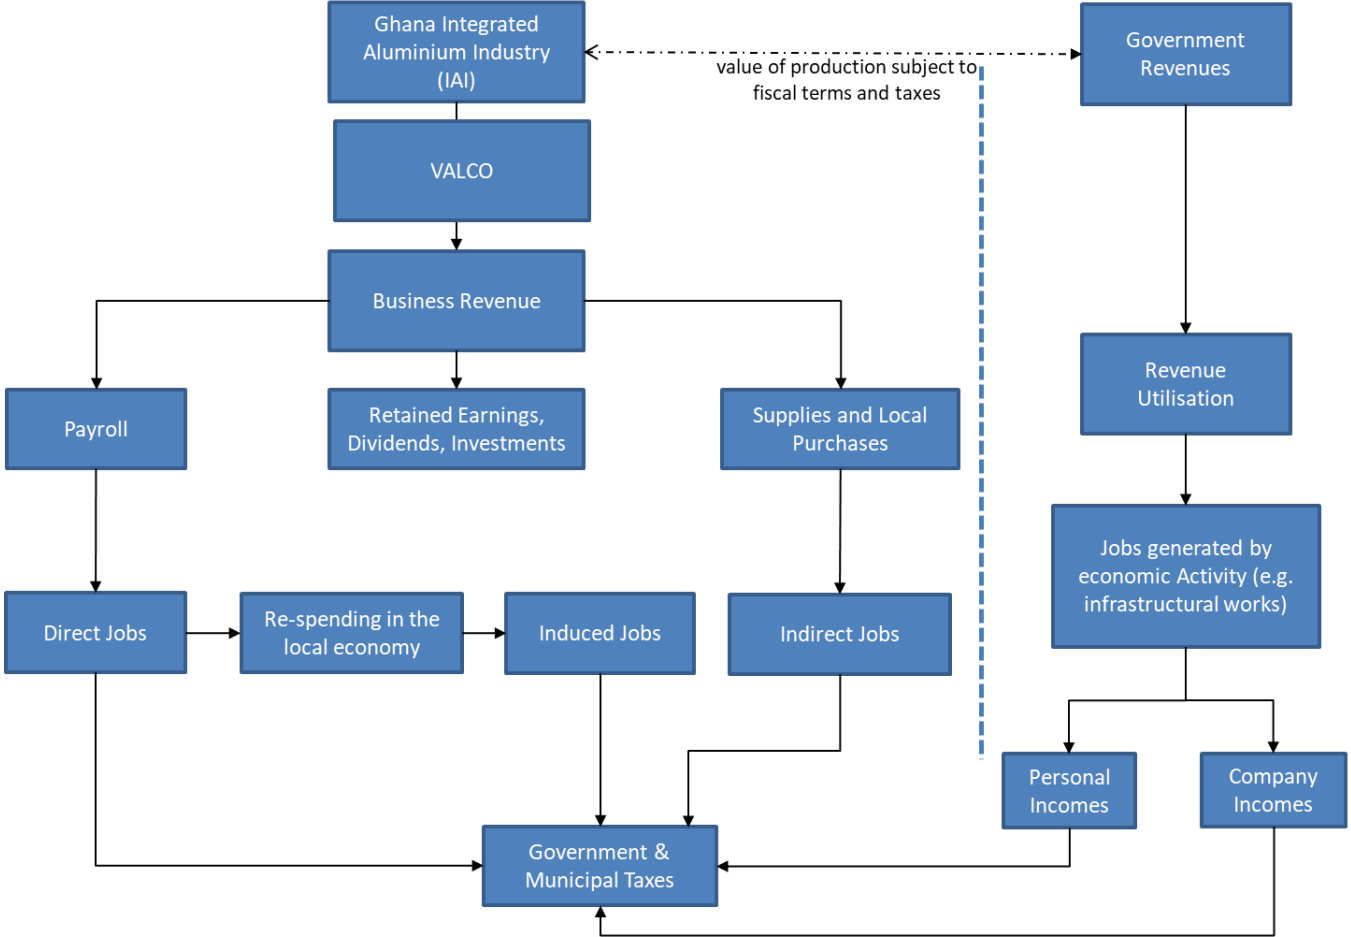 Ghana Integrated
Aluminium Industry
(IAI)
value of production subject to
fiscal terms and taxes
Government
Revenues
VALCO
Business Revenue
Revenue
Utilisation
Payroll
Retained Earnings,
Dividends, Investments
Supplies and Local
Purchases
Jobs generated by
economic Activity (e.g.
infrastructural works)
Direct Jobs
Re-spending in the
local economy
Induced Jobs
Indirect Jobs
Personal
Incomes
Company
Incomes
Government &
Municipal Taxes